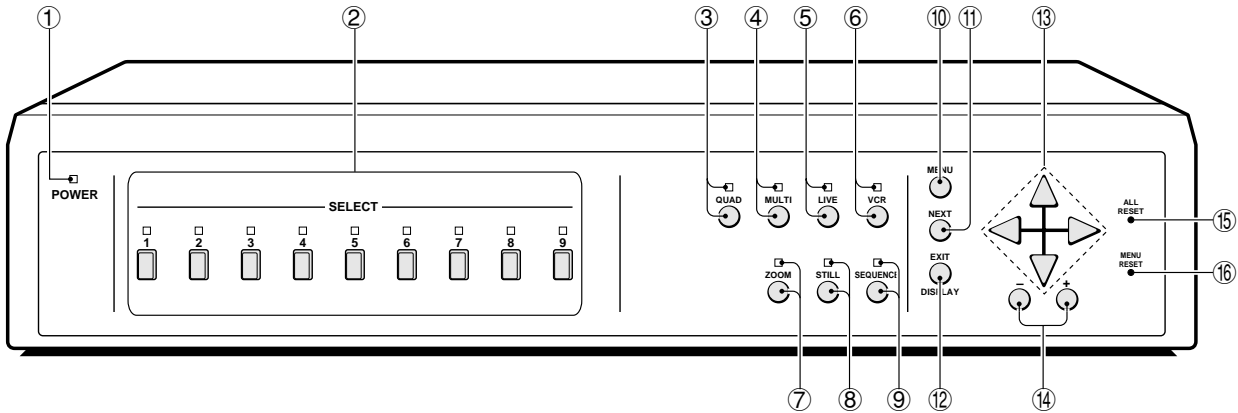 ① ② ③ ④ ⑤ ⑥ ⑩ ⑪ ⑬
POWER
SELECT
1 2 3 4 5 6 7 8 9
QUAD MULTI LIVE VCR
ZOOM STILL SEQUENCE
MENU
NEXT
EXIT
DISPLAY
− +
ALL
RESET
⑮
MENU
RESET
⑯
⑦ ⑧ ⑨ ⑫ ⑭